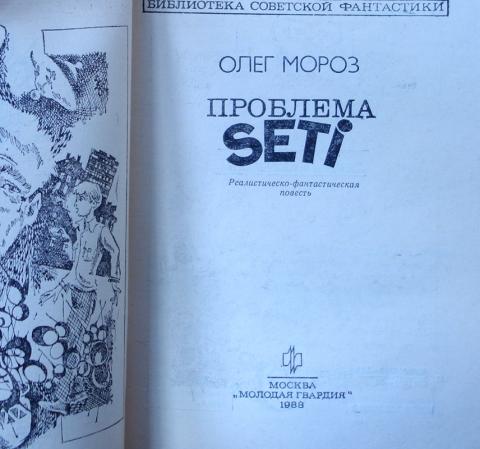 БИБЛИОТЕКА СОВЕТСКОЙ ФАНТАСТИКИ
ОЛЕГ МОРОЗ
ПРОБЛЕМА
SETi
Реалистическо-фантастическая
повесть
МОСКВА
„МОЛОДАЯ ГВАРДИЯ"
1988